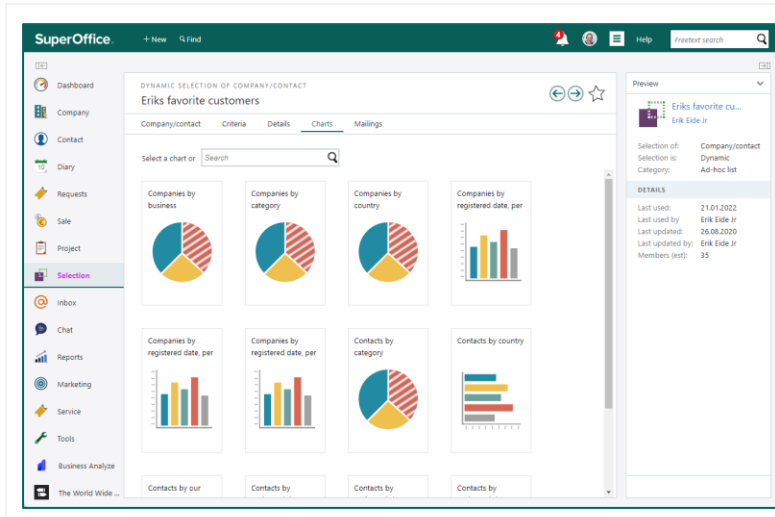 SuperOffice.
+ New
Find
4
Help
Freetext search
Dashboard
Company
Contact
10
Diary
Requests
Sale
Project
Selection
Inbox
Chat
Reports
Marketing
Service
Tools
Business Analyze
The World Wide ...
DYNAMIC SELECTION OF COMPANY/CONTACT
Eriks favorite customers
Company/contact
Criteria
Details
Charts
Mailings
Select a chart or
Search
Companies by
business
Companies by
category
Companies by
country
Companies by
registered date, per
Companies by
registered date, per
Companies by
registered date, per
Contacts by
category
Contacts by country
Contacts by our
Contacts by
Contacts by
Contacts by
Preview
Eriks favorite cu...
Erik Eide Jr
Selection of: Company/contact
Selection is: Dynamic
Category: Ad-hoc list
DETAILS
Last used: 21.01.2022
Last used by Erik Eide Jr
Last updated: 26.08.2020
Last updated by: Erik Eide Jr
Members (est): 35